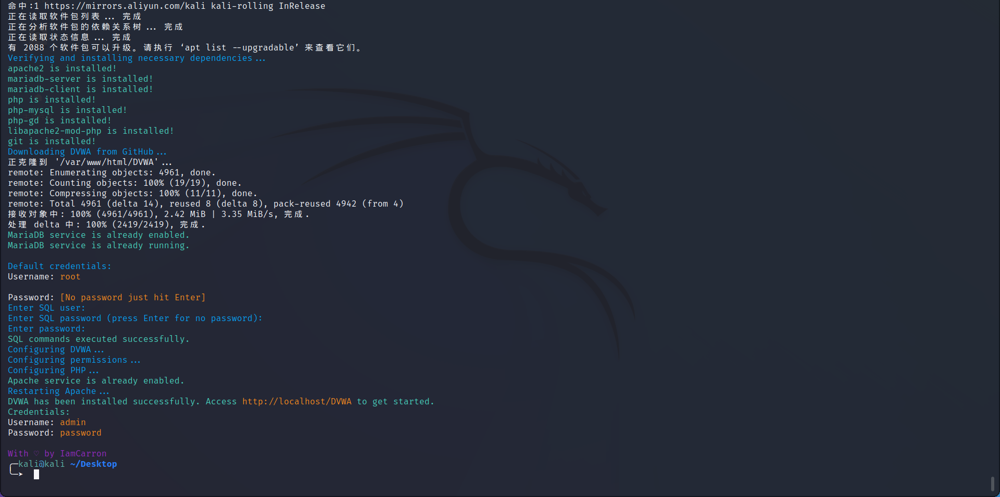 命中:1 https://mirrors.aliyun.com/kali kali-rolling InRelease
正在读取软件包列表... 完成
正在分析软件包的依赖关系树... 完成
正在读取状态信息... 完成
有 2088 个软件包可以升级。请执行 ‘apt list --upgradable’ 来查看它们。
Verifying and installing necessary dependencies...
apache2 is installed!
mariadb-server is installed!
mariadb-client is installed!
php is installed!
php-mysql is installed!
php-gd is installed!
libapache2-mod-php is installed!
git is installed!
Downloading DVWA from GitHub...
正克隆到 '/var/www/html/DVWA'...
remote: Enumerating objects: 4961, done.
remote: Counting objects: 100% (19/19), done.
remote: Compressing objects: 100% (11/11), done.
remote: Total 4961 (delta 14), reused 8 (delta 8), pack-reused 4942 (from 4)
接收对象中: 100% (4961/4961), 2.42 MiB | 3.35 MiB/s, 完成.
处理 delta 中: 100% (2419/2419), 完成.
MariaDB service is already enabled.
MariaDB service is already running.
Default credentials:
Username: root
Password: [No password just hit Enter]
Enter SQL user:
Enter SQL password (press Enter for no password):
Enter password:
SQL commands executed successfully.
Configuring DVWA...
Configuring permissions...
Configuring PHP...
Apache service is already enabled.
Restarting Apache...
DVWA has been installed successfully. Access http://localhost/DVWA to get started.
Credentials:
Username: admin
Password: password
With ♡ by IamCarron
╭─kali@kali ~/Desktop
╰─➤